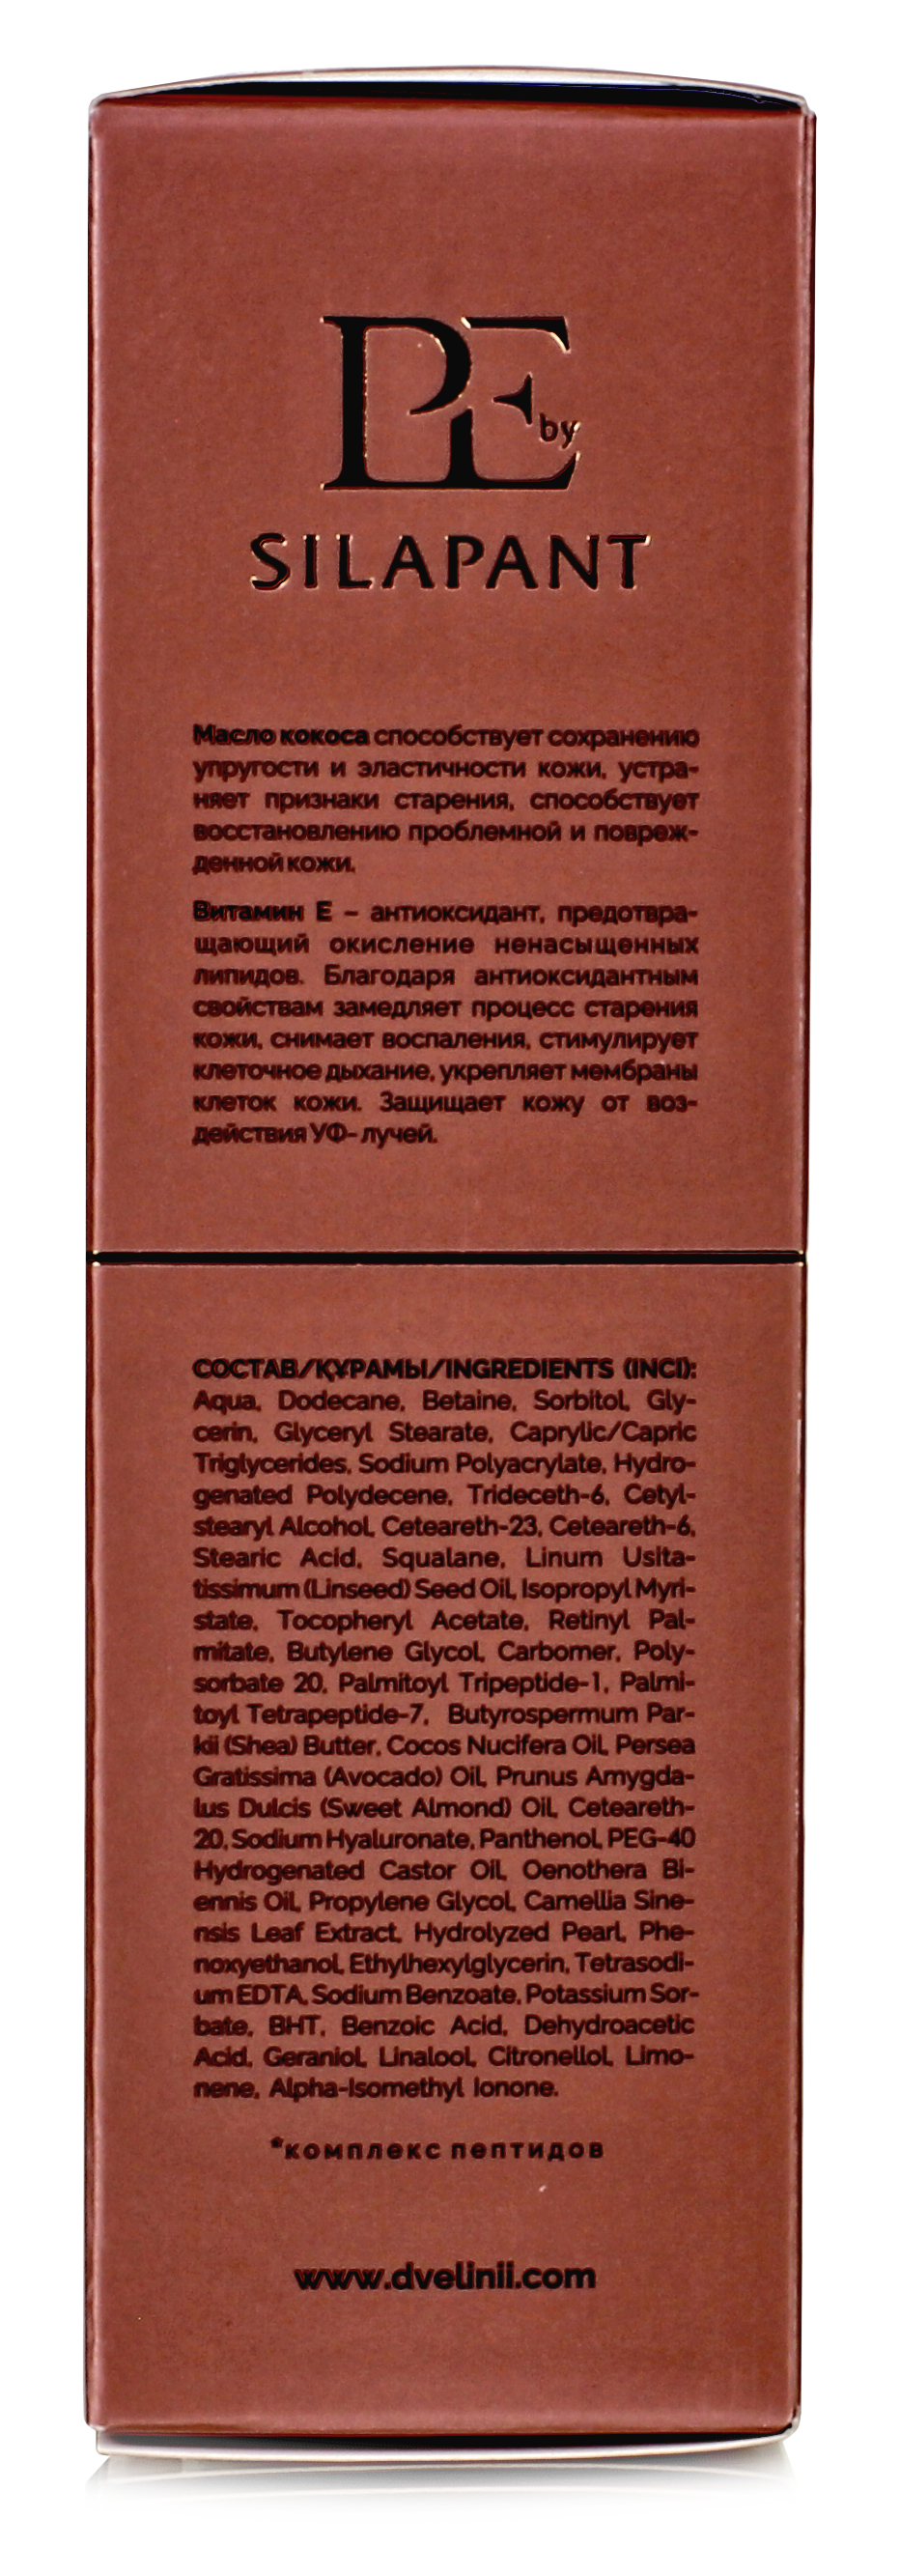 PE by
SILAPANT
Масло кокоса способствует сохранению
упругости и эластичности кожи, устра-
няет признаки старения, способствует
восстановлению проблемной и повреж-
денной кожи.
Витамин Е – антиоксидант, предотвра-
щающий окисление ненасыщенных
липидов. Благодаря антиоксидантным
свойствам замедляет процесс старения
кожи, снимает воспаления, стимулирует
клеточное дыхание, укрепляет мембраны
клеток кожи. Защищает кожу от воз-
действия УФ- лучей.
СОСТАВ/ҚҰРАМЫ/INGREDIENTS (INCI):
Aqua, Dodecane, Betaine, Sorbitol, Gly-
cerin, Glyceryl Stearate, Caprylic/Capric
Triglycerides, Sodium Polyacrylate, Hydro-
genated Polydecene, Trideceth-6, Cetyl-
stearyl Alcohol, Ceteareth-23, Ceteareth-6,
Stearic Acid, Squalane, Linum Usita-
tissimum (Linseed) Seed Oil, Isopropyl Myri-
state, Tocopheryl Acetate, Retinyl Pal-
mitate, Butylene Glycol, Carbomer, Poly-
sorbate 20, Palmitoyl Tripeptide-1, Palmi-
toyl Tetrapeptide-7, Butyrospermum Par-
kii (Shea) Butter, Cocos Nucifera Oil, Persea
Gratissima (Avocado) Oil, Prunus Amygda-
lus Dulcis (Sweet Almond) Oil, Ceteareth-
20, Sodium Hyaluronate, Panthenol, PEG-40
Hydrogenated Castor Oil, Oenothera Bi-
ennis Oil, Propylene Glycol, Camellia Sine-
nsis Leaf Extract, Hydrolyzed Pearl, Phe-
noxyethanol, Ethylhexylglycerin, Tetrasodi-
um EDTA, Sodium Benzoate, Potassium Sor-
bate, BHT, Benzoic Acid, Dehydroacetic
Acid, Geraniol, Linalool, Citronellol, Limo-
nene, Alpha-Isomethyl Ionone.
*комплекс пептидов
www.dvelinii.com